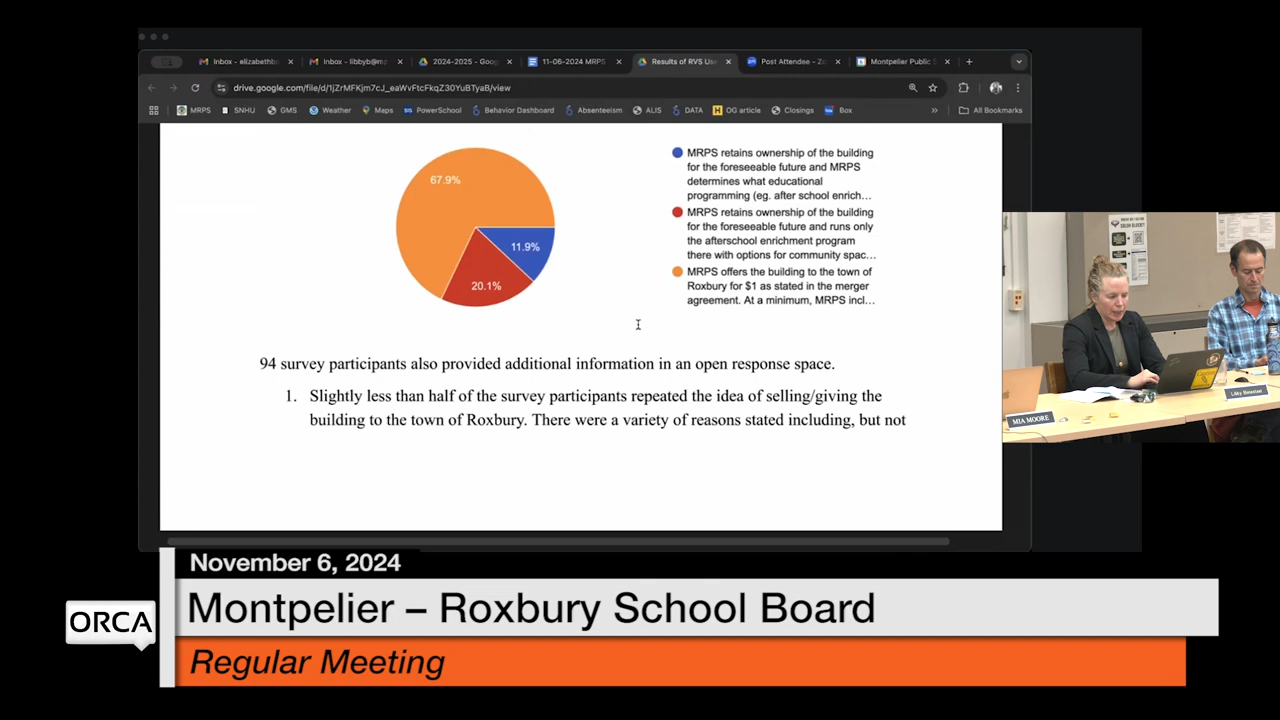 Inbox - elizabethb
Inbox - libbyb@mp
2024-2025 - Goog
11-06-2024 MRPS
Results of RVS Use
Post Attendee - Z
Montpelier Public S
drive.google.com/file/d/1jZrMFKjm7cJ_eaWvFtcFkqZ30YuBTyaB/view
MRPS
SNHU
GMS
Weather
Maps
PowerSchool
Behavior Dashboard
Absenteeism
ALIS
DATA
OG article
Closings
Box
»
All Bookmarks
67.9%
11.9%
20.1%
MRPS retains ownership of the building
for the foreseeable future and MRPS
determines what educational
programming (eg. after school enrich...
MRPS retains ownership of the building
for the foreseeable future and runs only
the afterschool enrichment program
there with options for community spac...
MRPS offers the building to the town of
Roxbury for $1 as stated in the merger
agreement. At a minimum, MRPS incl...
94 survey participants also provided additional information in an open response space.
1. Slightly less than half of the survey participants repeated the idea of selling/giving the
building to the town of Roxbury. There were a variety of reasons stated including, but not
MIA MOORE
November 6, 2024
Montpelier – Roxbury School Board
ORCA
Regular Meeting